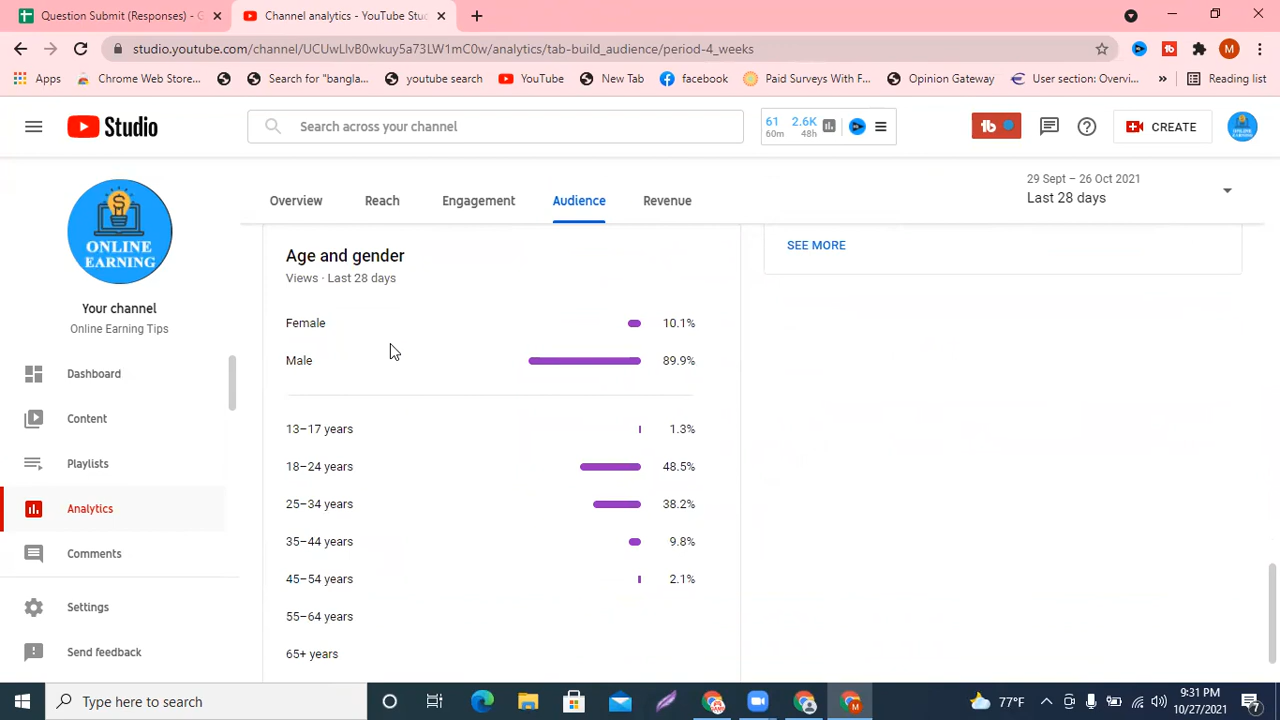 Question Submit (Responses) - G
Channel analytics - YouTube Stud
studio.youtube.com/channel/UCUwLlvB0wkuy5a73LW1mC0w/analytics/tab-build_audience/period-4_weeks
M
Apps
Chrome Web Store...
Search for "bangla...
youtube search
YouTube
New Tab
facebook
Paid Surveys With F...
Opinion Gateway
User section: Overvi...
»
Reading list
Studio
Search across your channel
61
60m
2.6K
48h
tb
CREATE
ONLINE EARNING
Overview
Reach
Engagement
Audience
Revenue
29 Sept – 26 Oct 2021
Last 28 days
ONLINE
EARNING
Your channel
Online Earning Tips
Dashboard
Content
Playlists
Analytics
Comments
Settings
Send feedback
Age and gender
Views · Last 28 days
Female 10.1%
Male 89.9%
13–17 years 1.3%
18–24 years 48.5%
25–34 years 38.2%
35–44 years 9.8%
45–54 years 2.1%
55–64 years
65+ years
SEE MORE
Type here to search
77°F
9:31 PM
10/27/2021
7